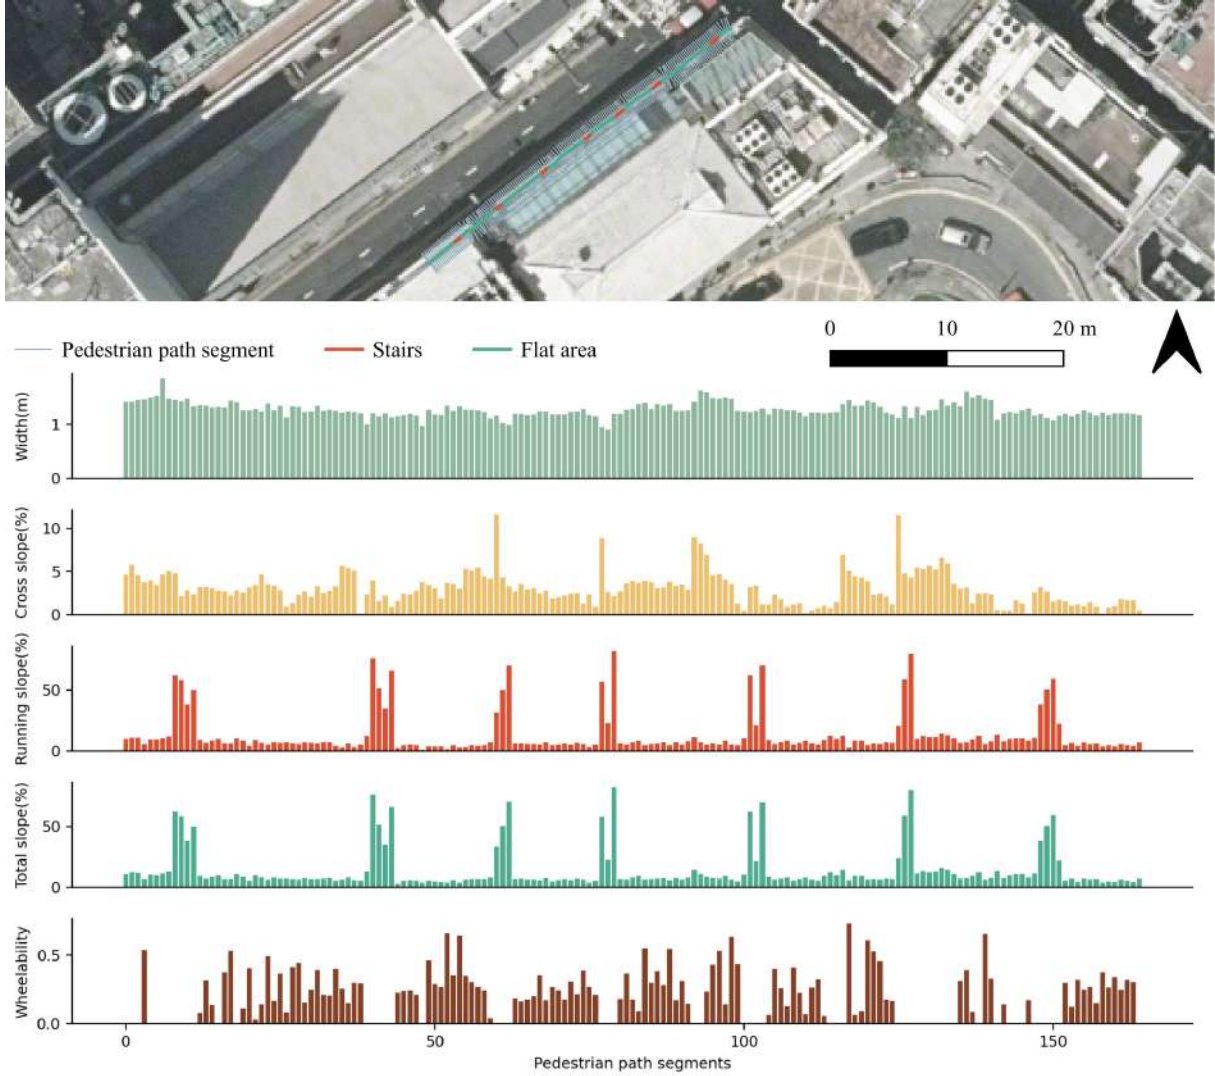 Pedestrian path segment Stairs Flat area 0 10 20 m
Width(m)
1
0
Cross slope(%)
10
5
0
Running slope(%)
50
0
Total slope(%)
50
0
Wheelability
0.5
0.0
0 50 100 150
Pedestrian path segments